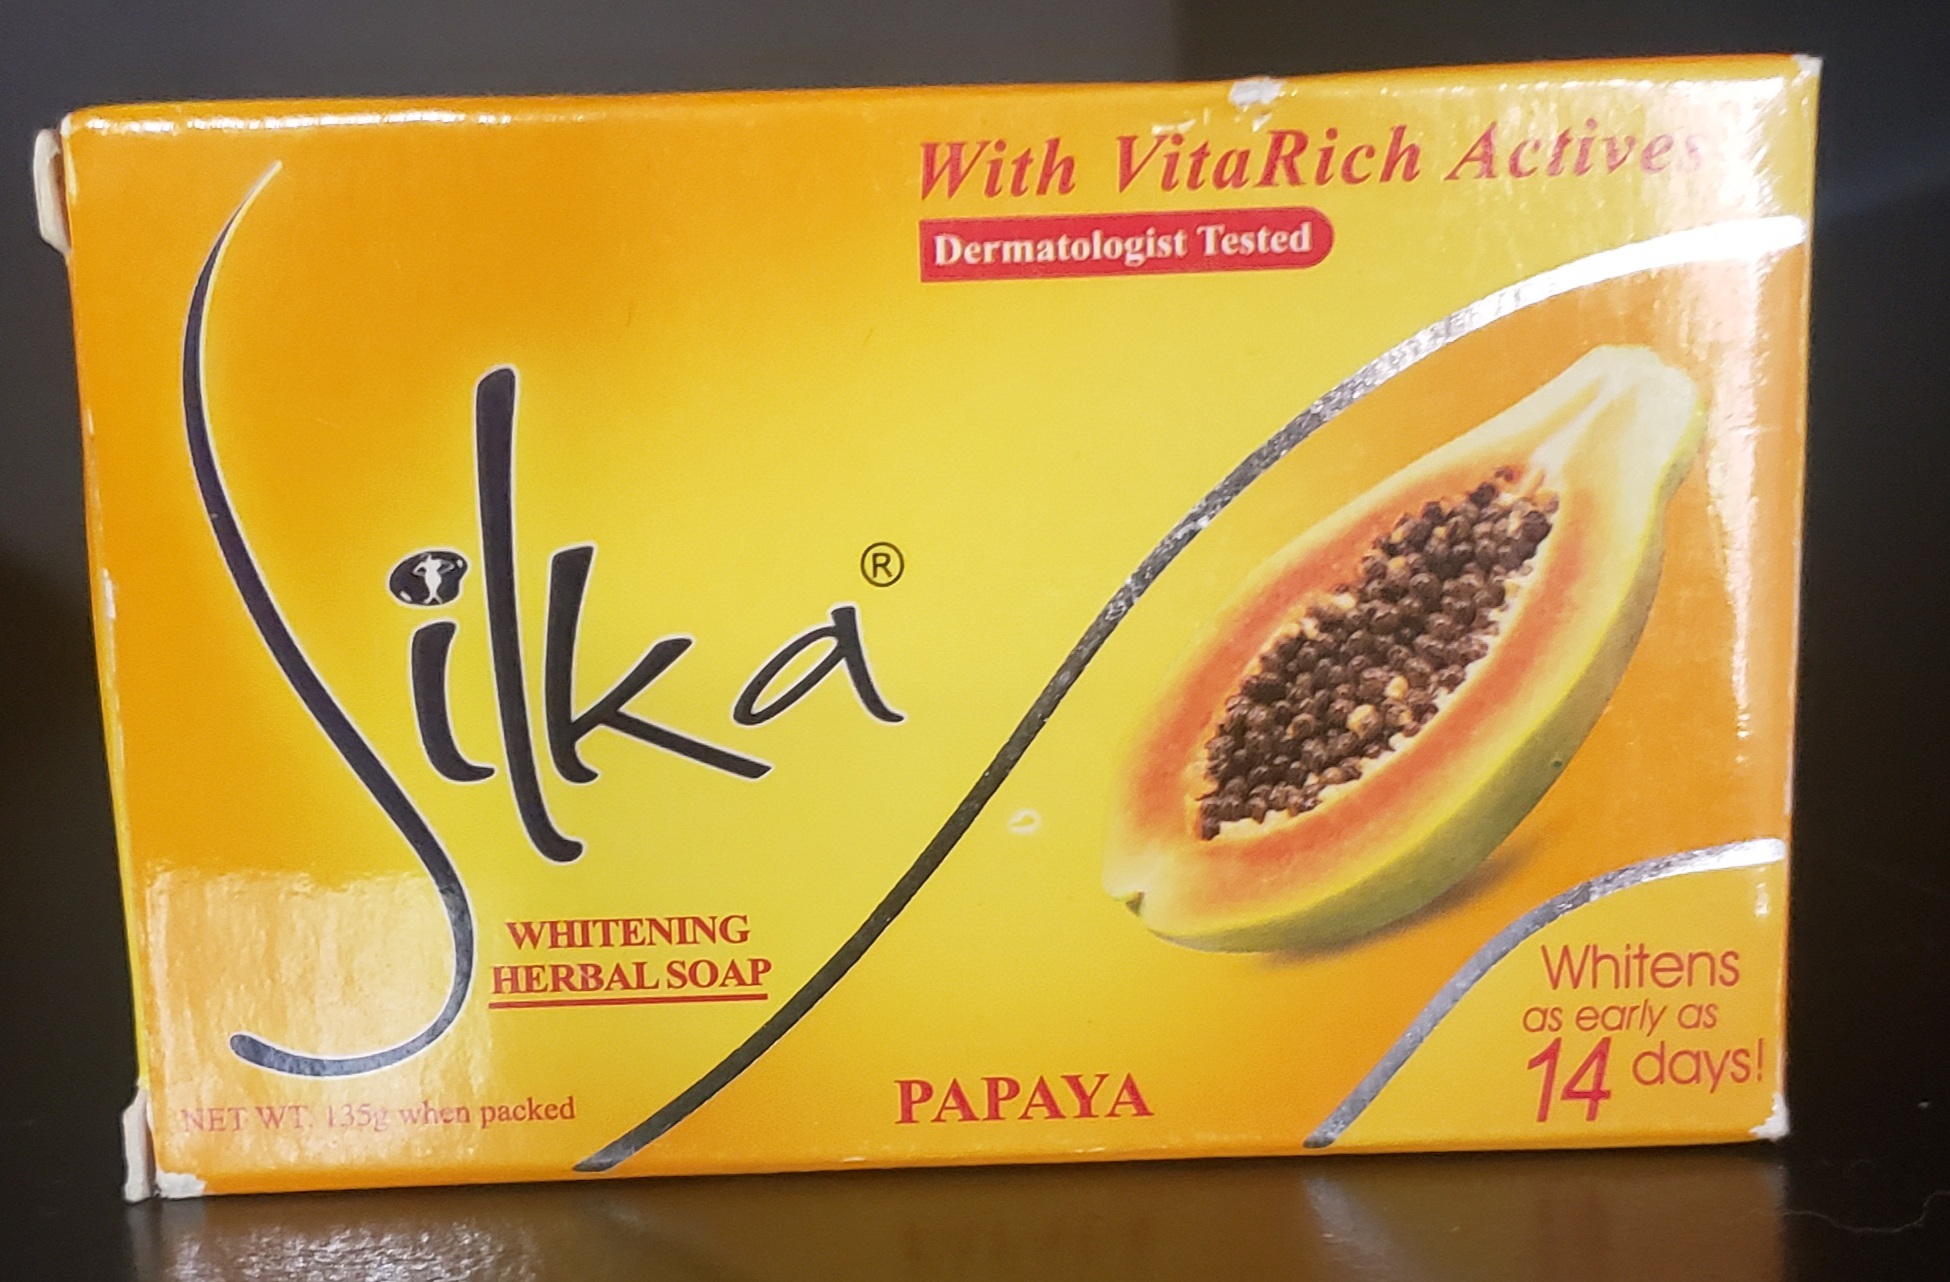 With VitaRich Actives
Dermatologist Tested
Silka®
WHITENING
HERBAL SOAP
Whitens
as early as
14 days!
PAPAYA
NET WT. 135g when packed